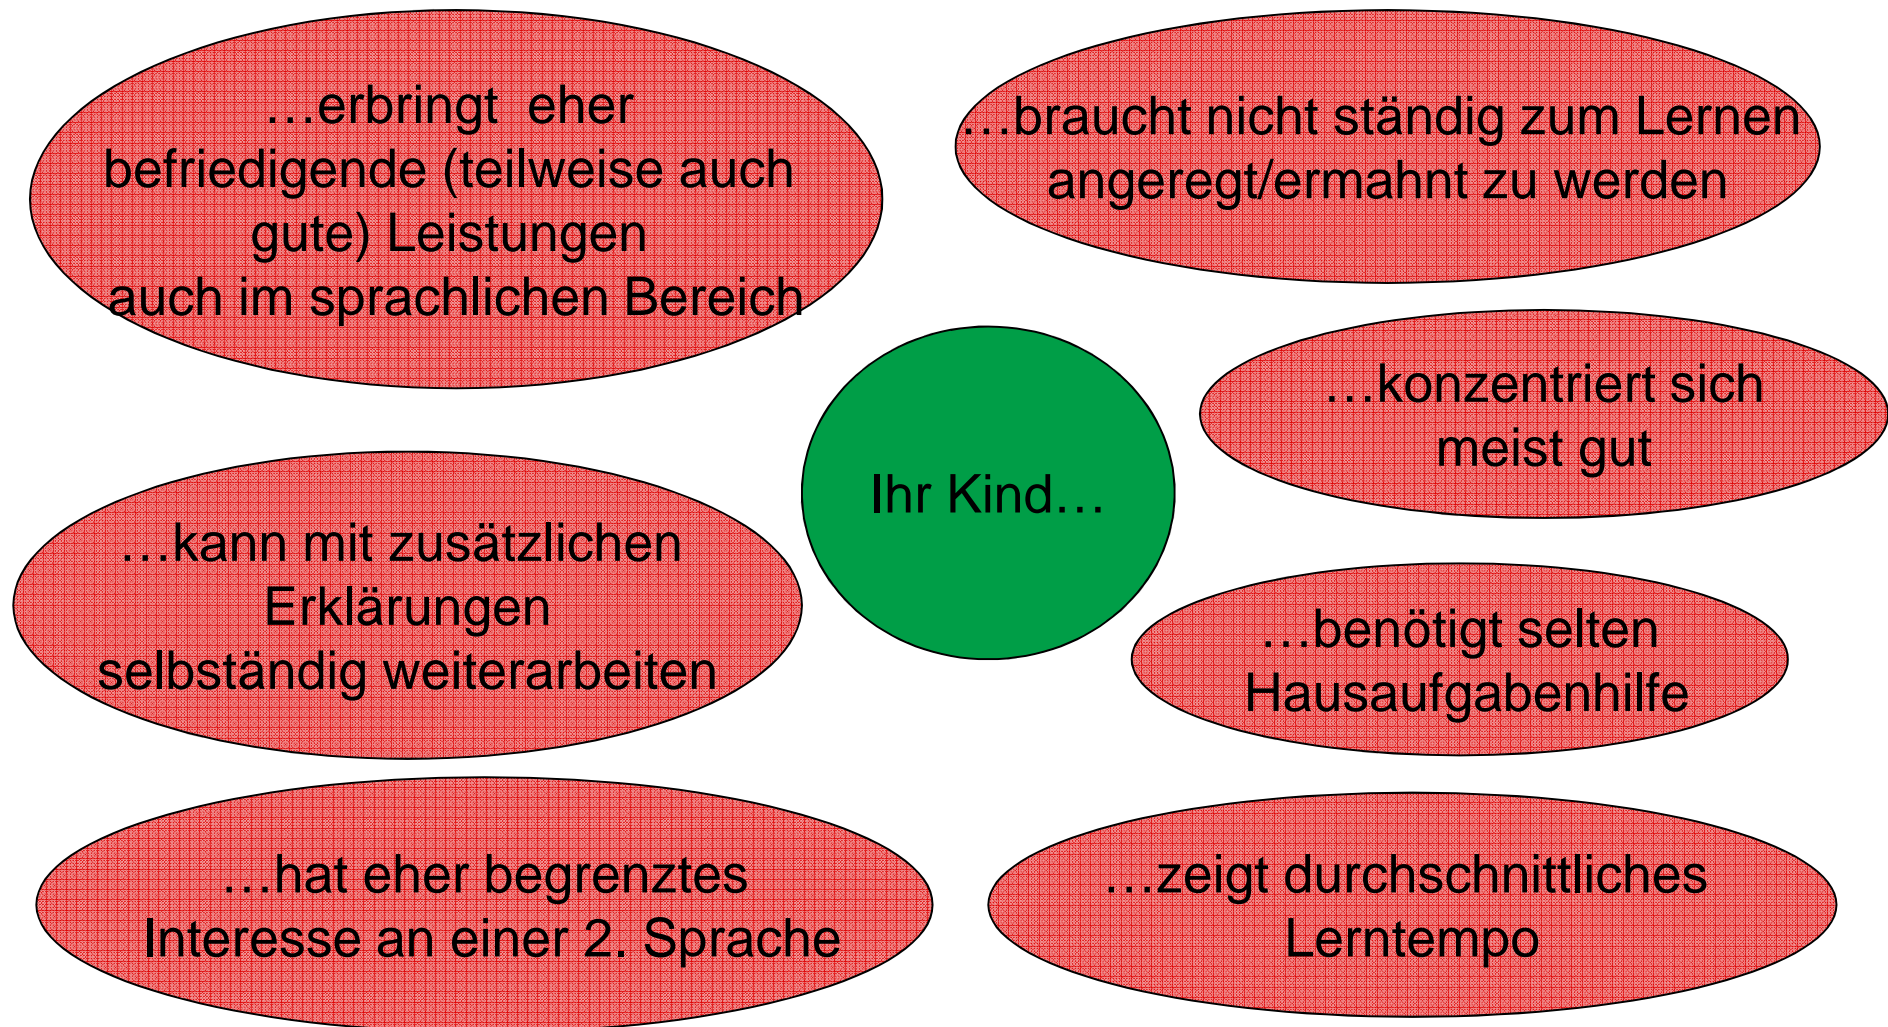 …erbringt eher
befriedigende (teilweise auch
gute) Leistungen
auch im sprachlichen Bereich
…braucht nicht ständig zum Lernen
angeregt/ermahnt zu werden
…konzentriert sich
meist gut
Ihr Kind…
…kann mit zusätzlichen
Erklärungen
selbständig weiterarbeiten
…benötigt selten
Hausaufgabenhilfe
…hat eher begrenztes
Interesse an einer 2. Sprache
…zeigt durchschnittliches
Lerntempo